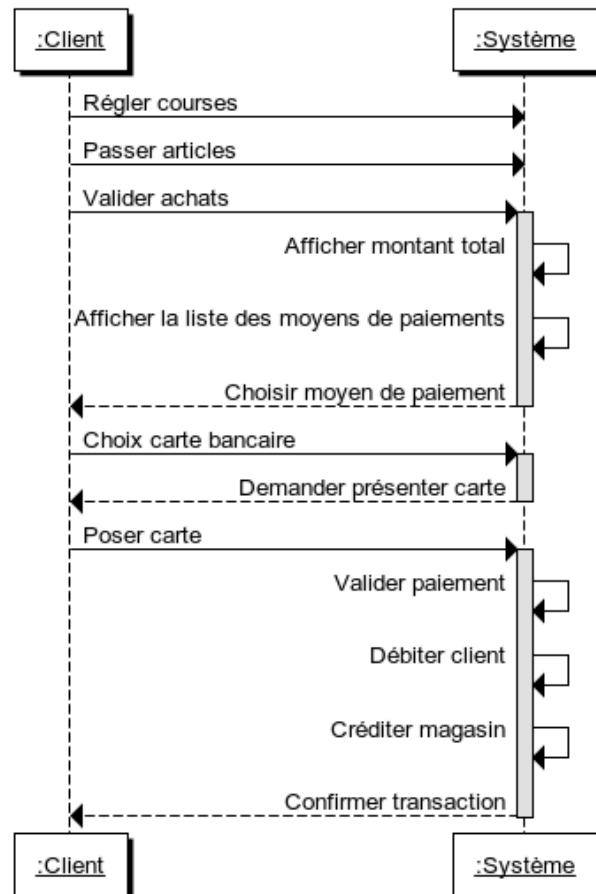 :Client
:Système
Régler courses
Passer articles
Valider achats
Afficher montant total
Afficher la liste des moyens de paiements
Choisir moyen de paiement
Choix carte bancaire
Demander présenter carte
Poser carte
Valider paiement
Débiter client
Créditer magasin
Confirmer transaction
:Client
:Système